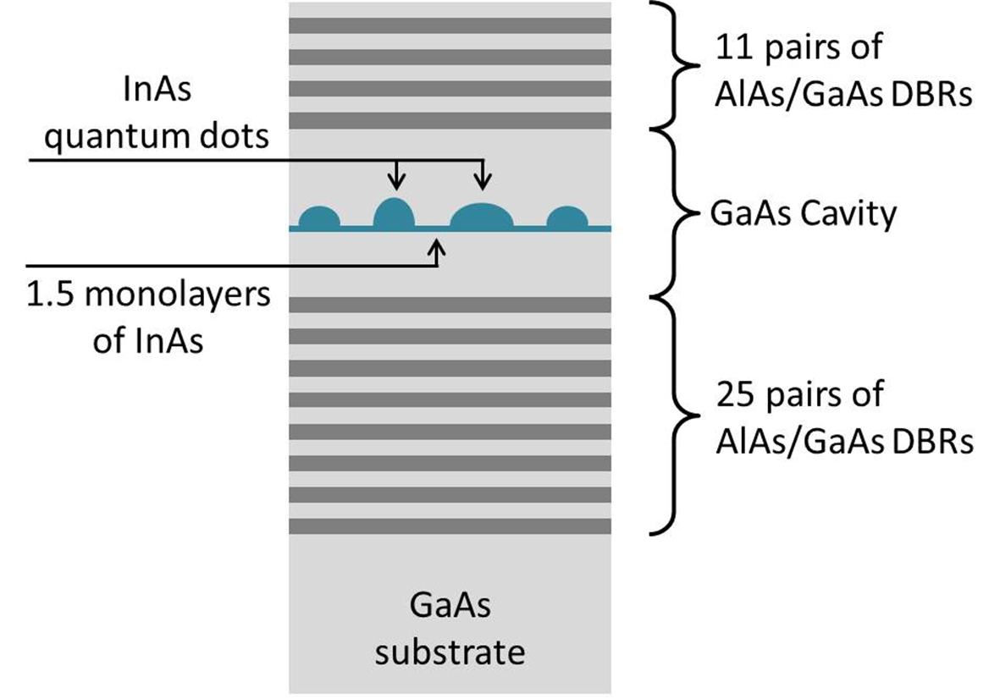 InAs
quantum dots
1.5 monolayers
of InAs
11 pairs of
AlAs/GaAs DBRs
GaAs Cavity
25 pairs of
AlAs/GaAs DBRs
GaAs
substrate